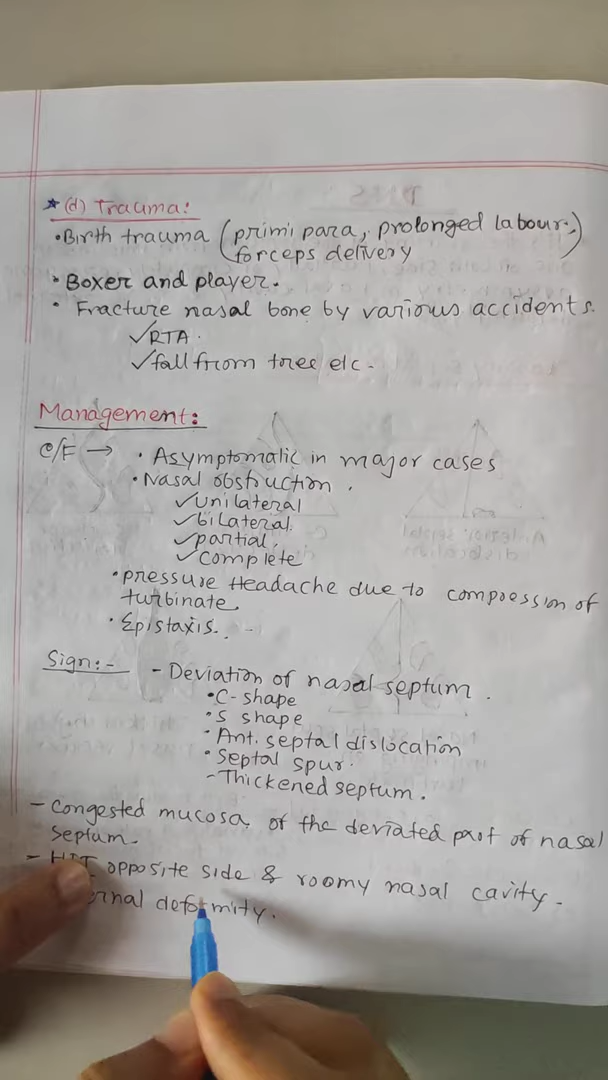 ★ (d) Trauma:
• Birth trauma (primi para, prolonged labour,
forceps delivery)
• Boxer and player.
• Fracture nasal bone by various accidents.
✓RTA.
✓fall from tree etc.
Management:
C/F → • Asymptomatic in major cases
• Nasal obstruction.
✓unilateral
✓bilateral.
✓partial.
✓complete
• pressure Headache due to compression of
turbinate.
• Epistaxis.
Sign:- - Deviation of nasal septum.
• C-shape
• S shape
• Ant. septal dislocation
• Septal spur.
- Thickened septum.
- Congested mucosa of the deviated part of nasal
septum.
- opposite side & roomy nasal cavity.
deformity.